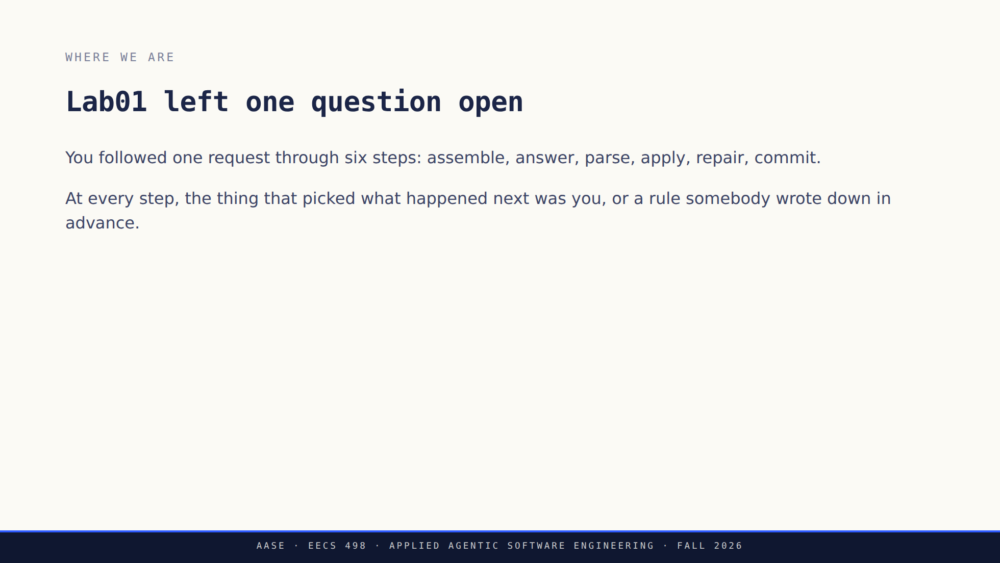 WHERE WE ARE
Lab01 left one question open
You followed one request through six steps: assemble, answer, parse, apply, repair, commit.
At every step, the thing that picked what happened next was you, or a rule somebody wrote down in
advance.
AASE · EECS 498 · APPLIED AGENTIC SOFTWARE ENGINEERING · FALL 2026